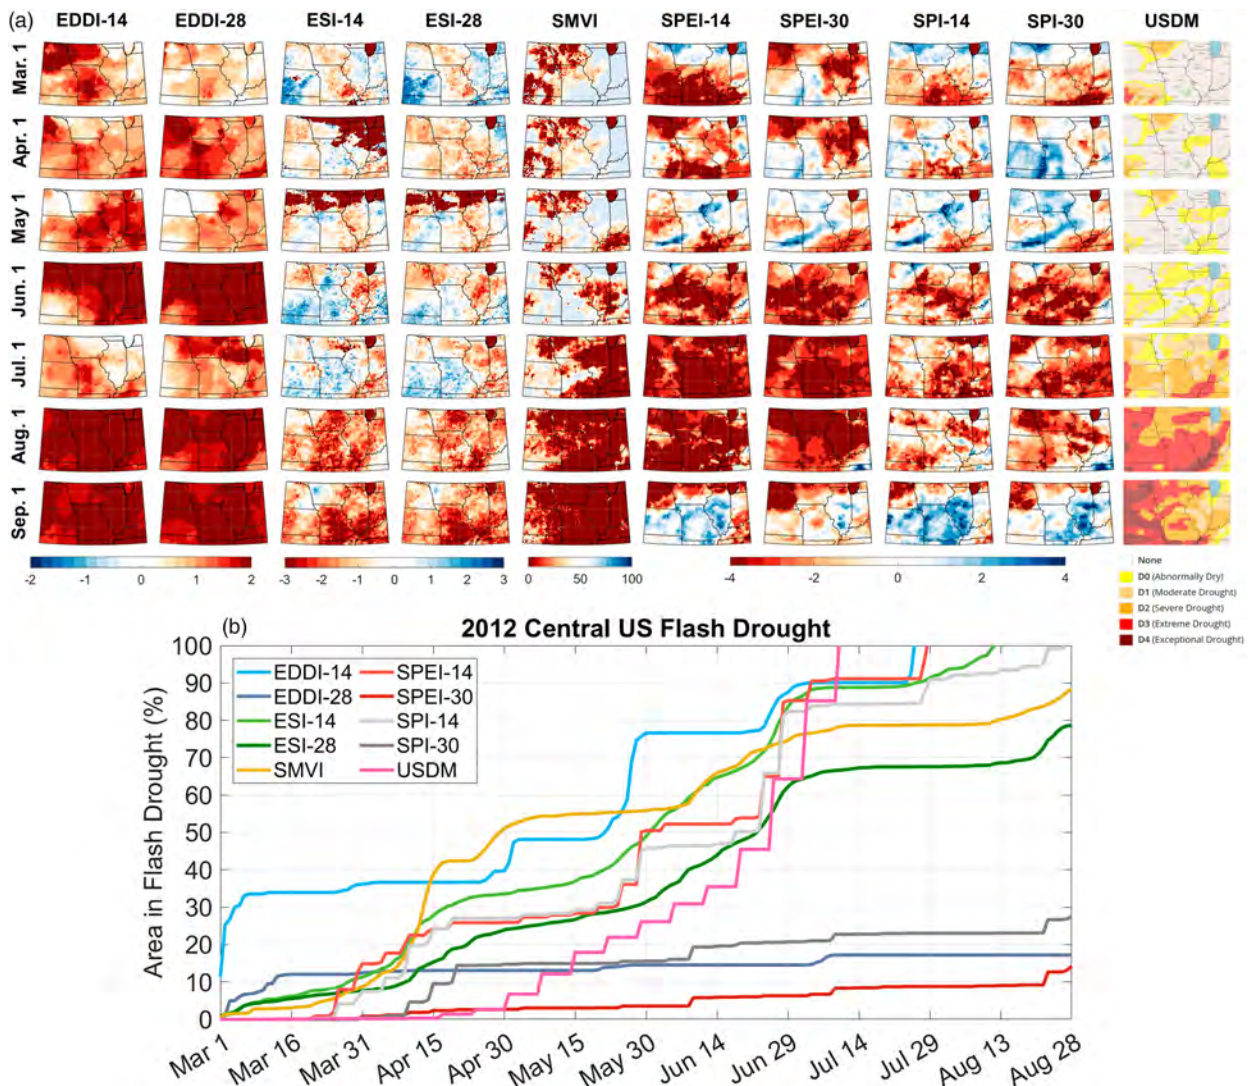 (a) EDDI-14 EDDI-28 ESI-14 ESI-28 SMVI SPEI-14 SPEI-30 SPI-14 SPI-30 USDM
Mar. 1
Apr. 1
May 1
Jun. 1
Jul. 1
Aug. 1
Sep. 1
-2 -1 0 1 2 -3 -2 -1 0 1 2 3 0 50 100 -4 -2 0 2 4
None
D0 (Abnormally Dry)
D1 (Moderate Drought)
D2 (Severe Drought)
D3 (Extreme Drought)
D4 (Exceptional Drought)
(b) 2012 Central US Flash Drought
Area in Flash Drought (%)
100
90
80
70
60
50
40
30
20
10
0
EDDI-14 SPEI-14
EDDI-28 SPEI-30
ESI-14 SPI-14
ESI-28 SPI-30
SMVI USDM
Mar 1 Mar 16 Mar 31 Apr 15 Apr 30 May 15 May 30 Jun 14 Jun 29 Jul 14 Jul 29 Aug 13 Aug 28